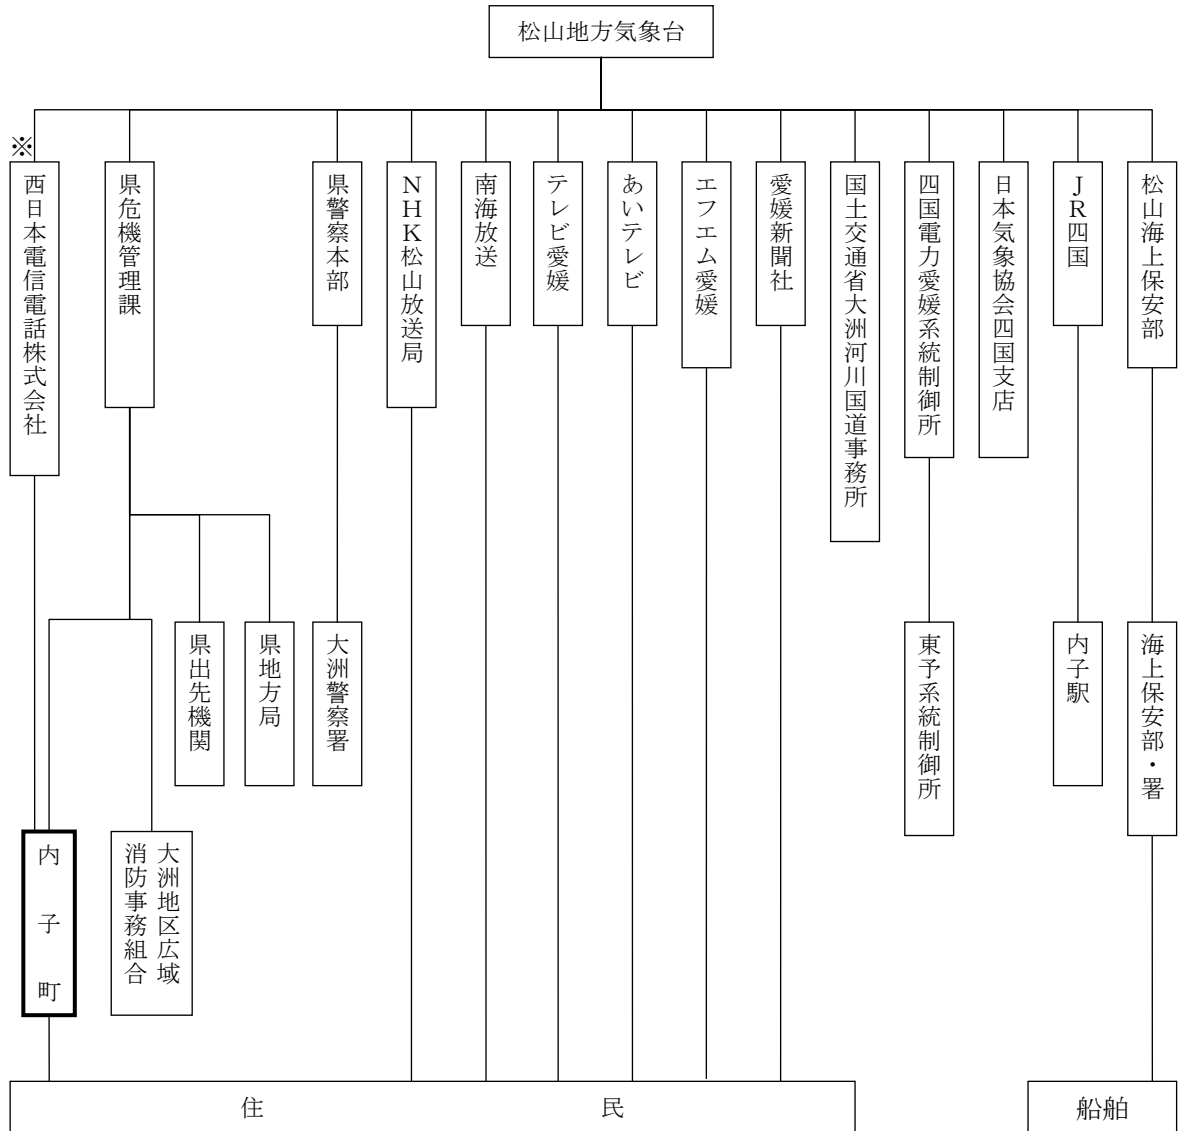 松山地方気象台
※
西日本電信電話株式会社
県危機管理課
県警察本部
NHK松山放送局
南海放送
テレビ愛媛
あいテレビ
エフエム愛媛
愛媛新聞社
国土交通省大洲河川国道事務所
四国電力愛媛系統制御所
日本気象協会四国支店
JR四国
松山海上保安部
県出先機関
県地方局
大洲警察署
東予系統制御所
内子駅
海上保安部・署
内子町
大洲地区広域
消防事務組合
住民
船舶